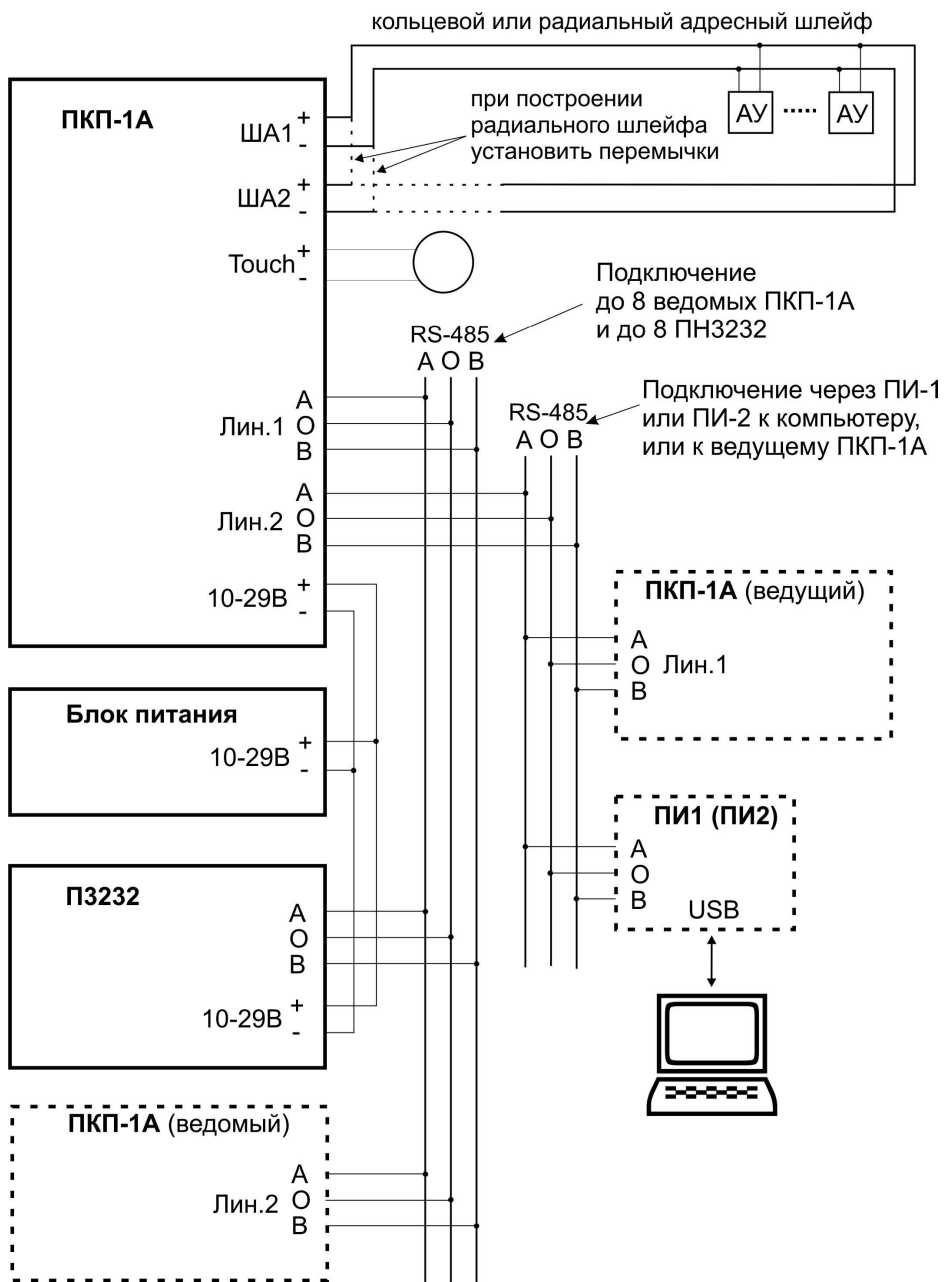 кольцевой или радиальный адресный шлейф
ПКП-1А
ША1 + -
ША2 + -
при построении
радиального шлейфа
установить перемычки
АУ ..... АУ
Touch + -
Подключение
до 8 ведомых ПКП-1А
и до 8 ПН3232
RS-485
А О В
Подключение через ПИ-1
или ПИ-2 к компьютеру,
или к ведущему ПКП-1А
RS-485
А О В
А
Лин.1 О
В
А
Лин.2 О
В
10-29В + -
ПКП-1А (ведущий)
А
О Лин.1
В
Блок питания
10-29В + -
ПИ1 (ПИ2)
А
О
В
USB
П3232
А
О
В
10-29В + -
ПКП-1А (ведомый)
А
Лин.2 О
В